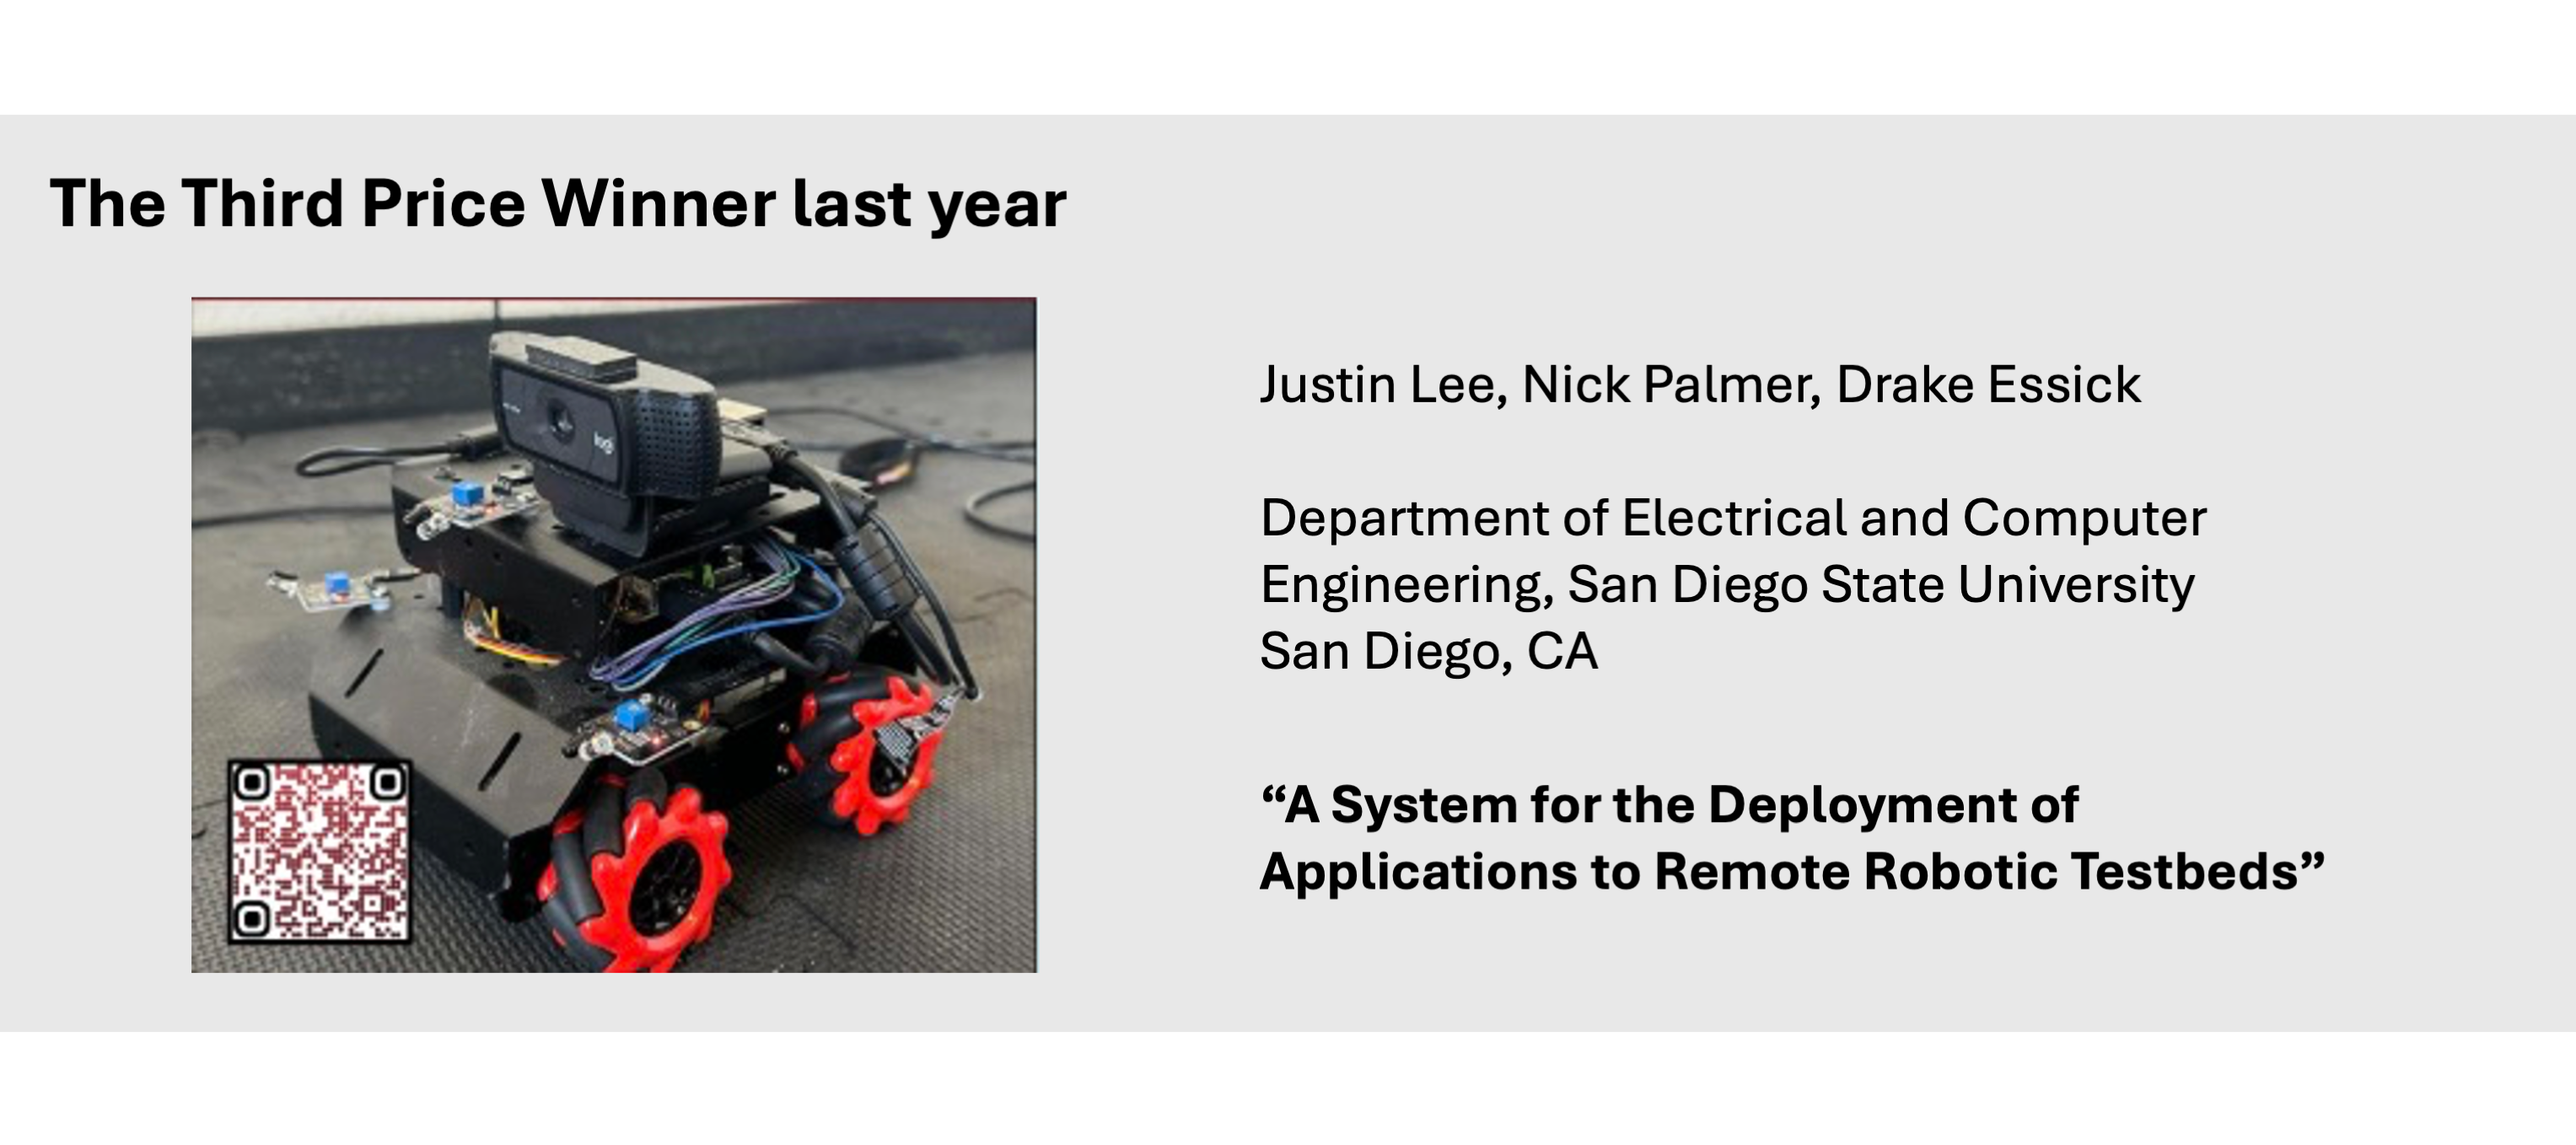 The Third Price Winner last year
logi
Justin Lee, Nick Palmer, Drake Essick
Department of Electrical and Computer
Engineering, San Diego State University
San Diego, CA
“A System for the Deployment of
Applications to Remote Robotic Testbeds”